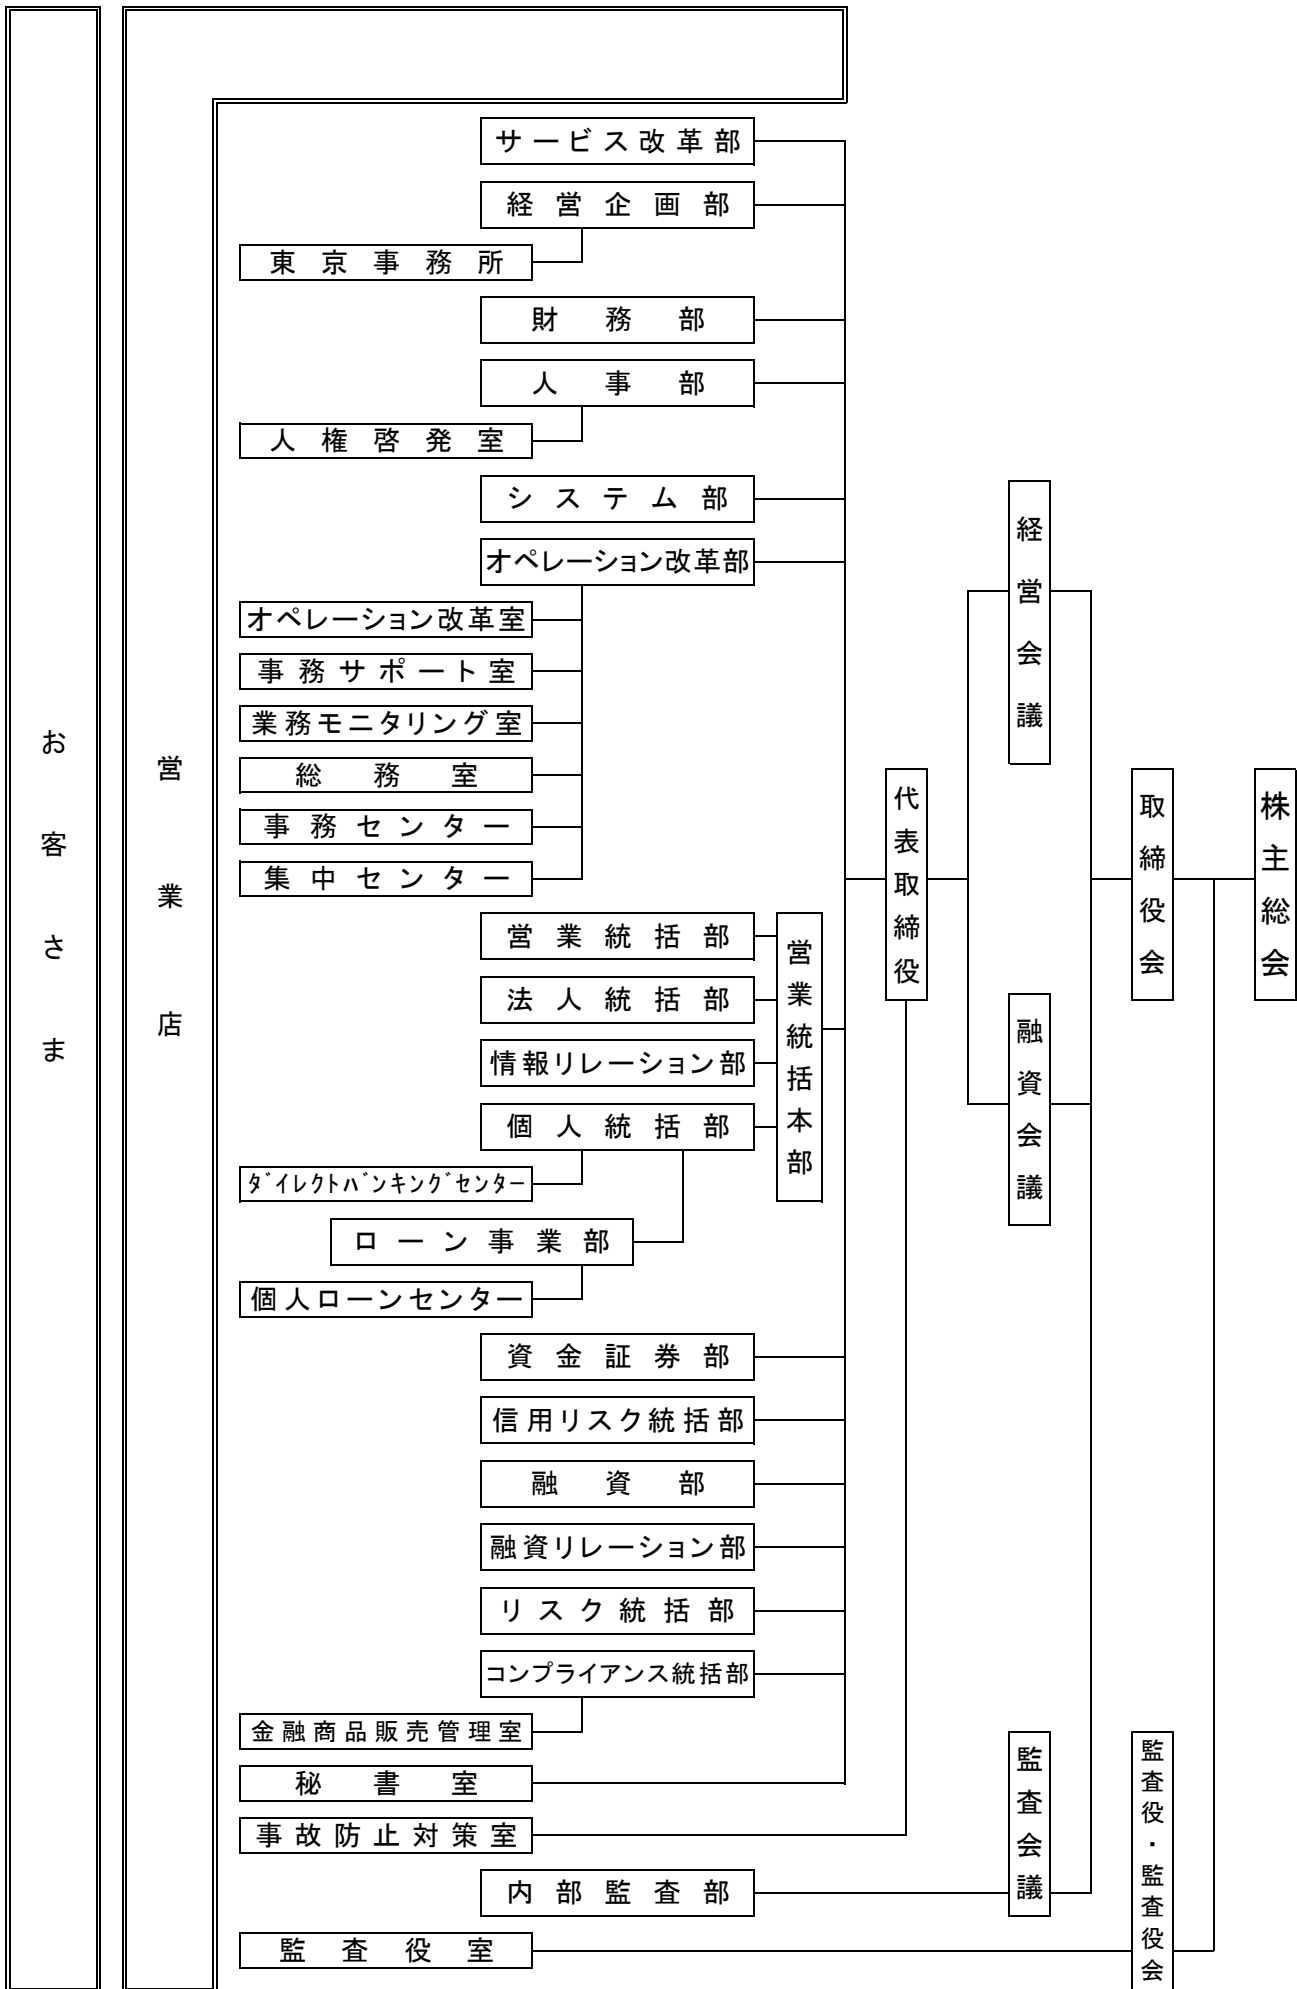 お客さま
営業店
サービス改革部
経営企画部
東京事務所
財務部
人事部
人権啓発室
システム部
オペレーション改革部
オペレーション改革室
事務サポート室
業務モニタリング室
総務室
事務センター
集中センター
営業統括部
法人統括部
情報リレーション部
個人統括部
営業統括本部
ダイレクトバンキングセンター
ローン事業部
個人ローンセンター
資金証券部
信用リスク統括部
融資部
融資リレーション部
リスク統括部
コンプライアンス統括部
金融商品販売管理室
秘書室
事故防止対策室
内部監査部
監査役室
代表取締役
経営会議
融資会議
監査会議
取締役会
監査役・監査役会
株主総会